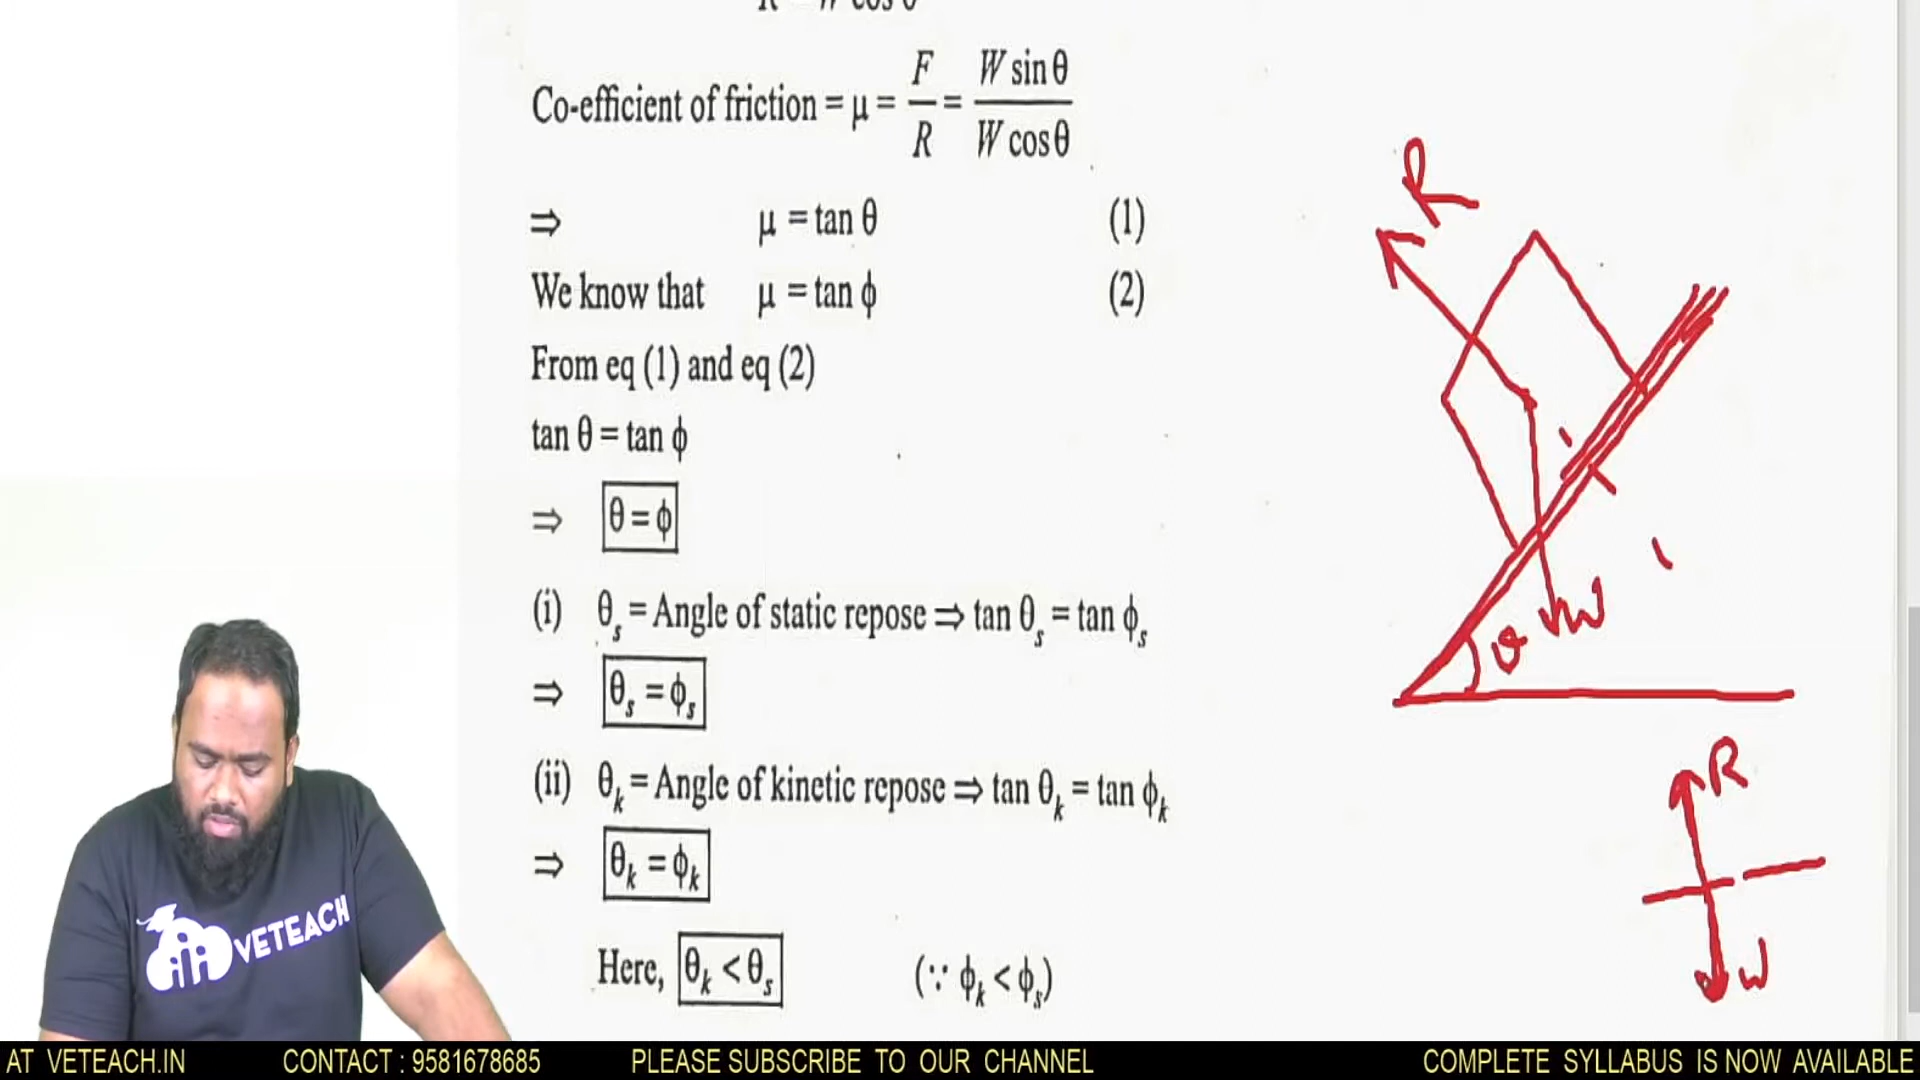 R = W cos θ
Co-efficient of friction = μ = F/R = W sinθ / W cosθ
⇒ μ = tan θ (1)
We know that μ = tan ϕ (2)
From eq (1) and eq (2)
tan θ = tan ϕ
⇒ θ = ϕ
(i) θₛ = Angle of static repose ⇒ tan θₛ = tan ϕₛ
⇒ θₛ = ϕₛ
(ii) θₖ = Angle of kinetic repose ⇒ tan θₖ = tan ϕₖ
⇒ θₖ = ϕₖ
Here, θₖ < θₛ (∵ ϕₖ < ϕₛ)
R
θ
W
R
W
VETEACH
AT VETEACH.IN CONTACT : 9581678685 PLEASE SUBSCRIBE TO OUR CHANNEL COMPLETE SYLLABUS IS NOW AVAILABLE